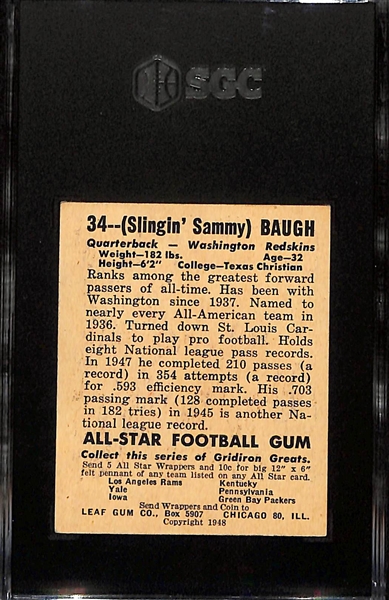 SGC
34--(Slingin' Sammy) BAUGH
Quarterback — Washington Redskins
Weight—182 lbs. Age—32
Height—6'2" College—Texas Christian
Ranks among the greatest forward
passers of all-time. Has been with
Washington since 1937. Named to
nearly every All-American team in
1936. Turned down St. Louis Car-
dinals to play pro football. Holds
eight National league pass records.
In 1947 he completed 210 passes (a
record) in 354 attempts (a record)
for .593 efficiency mark. His .703
passing mark (128 completed passes
in 182 tries) in 1945 is another Na-
tional league record.
ALL-STAR FOOTBALL GUM
Collect this series of Gridiron Greats.
Send 5 All Star Wrappers and 10c for big 12" x 6"
felt pennant of any team listed on any All Star card.
Los Angeles Rams Kentucky
Yale Pennsylvania
Iowa Green Bay Packers
Send Wrappers and Coin to
LEAF GUM CO., Box 5907 CHICAGO 80, ILL.
Copyright 1948